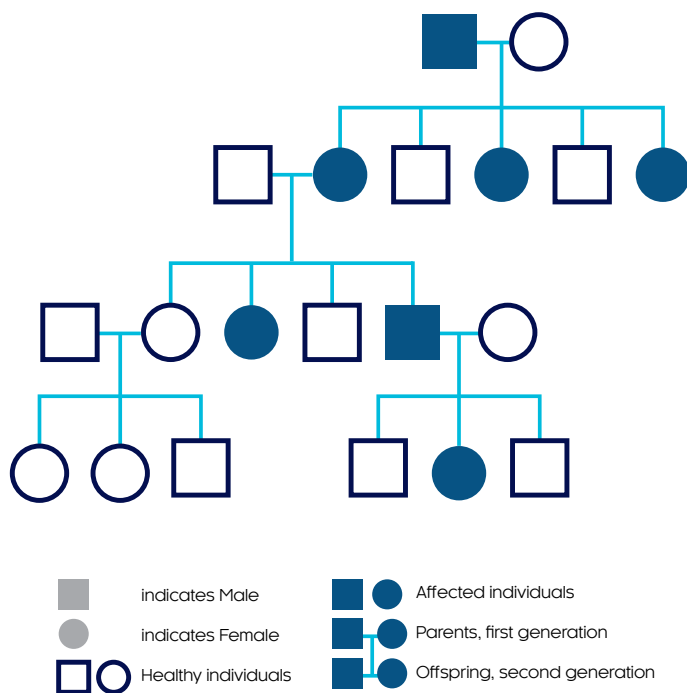 indicates Male
indicates Female
Healthy individuals
Affected individuals
Parents, first generation
Offspring, second generation